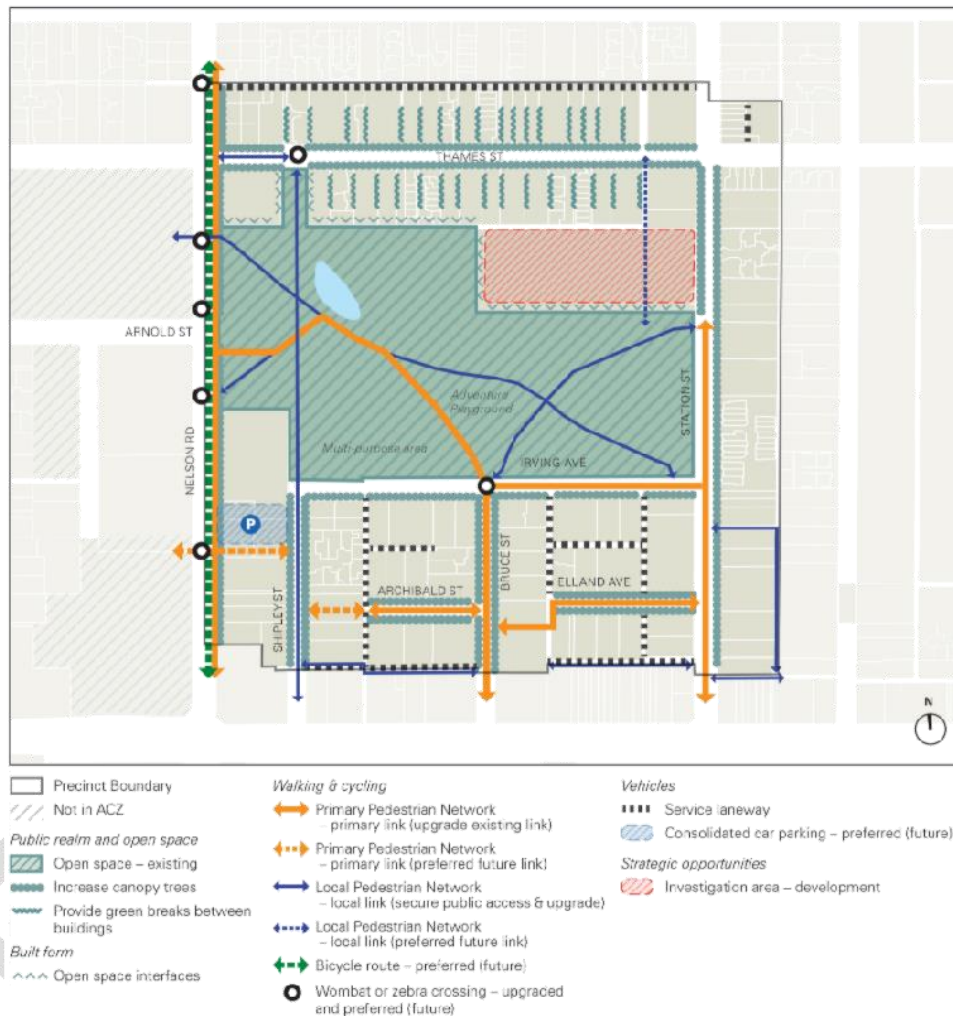 THAMES ST
ARNOLD ST
NELSON RD
STATION ST
Adventure
Playground
Multi-purpose area
IRVING AVE
P
SHIPLEY ST
ARCHIBALD ST
BRUCE ST
ELLAND AVE
N
Precinct Boundary
Not in ACZ
Public realm and open space
Open space – existing
Increase canopy trees
Provide green breaks between
buildings
Built form
Open space interfaces
Walking & cycling
Primary Pedestrian Network
– primary link (upgrade existing link)
Primary Pedestrian Network
– primary link (preferred future link)
Local Pedestrian Network
– local link (secure public access & upgrade)
Local Pedestrian Network
– local link (preferred future link)
Bicycle route – preferred (future)
Wombat or zebra crossing – upgraded
and preferred (future)
Vehicles
Service laneway
Consolidated car parking – preferred (future)
Strategic opportunities
Investigation area – development